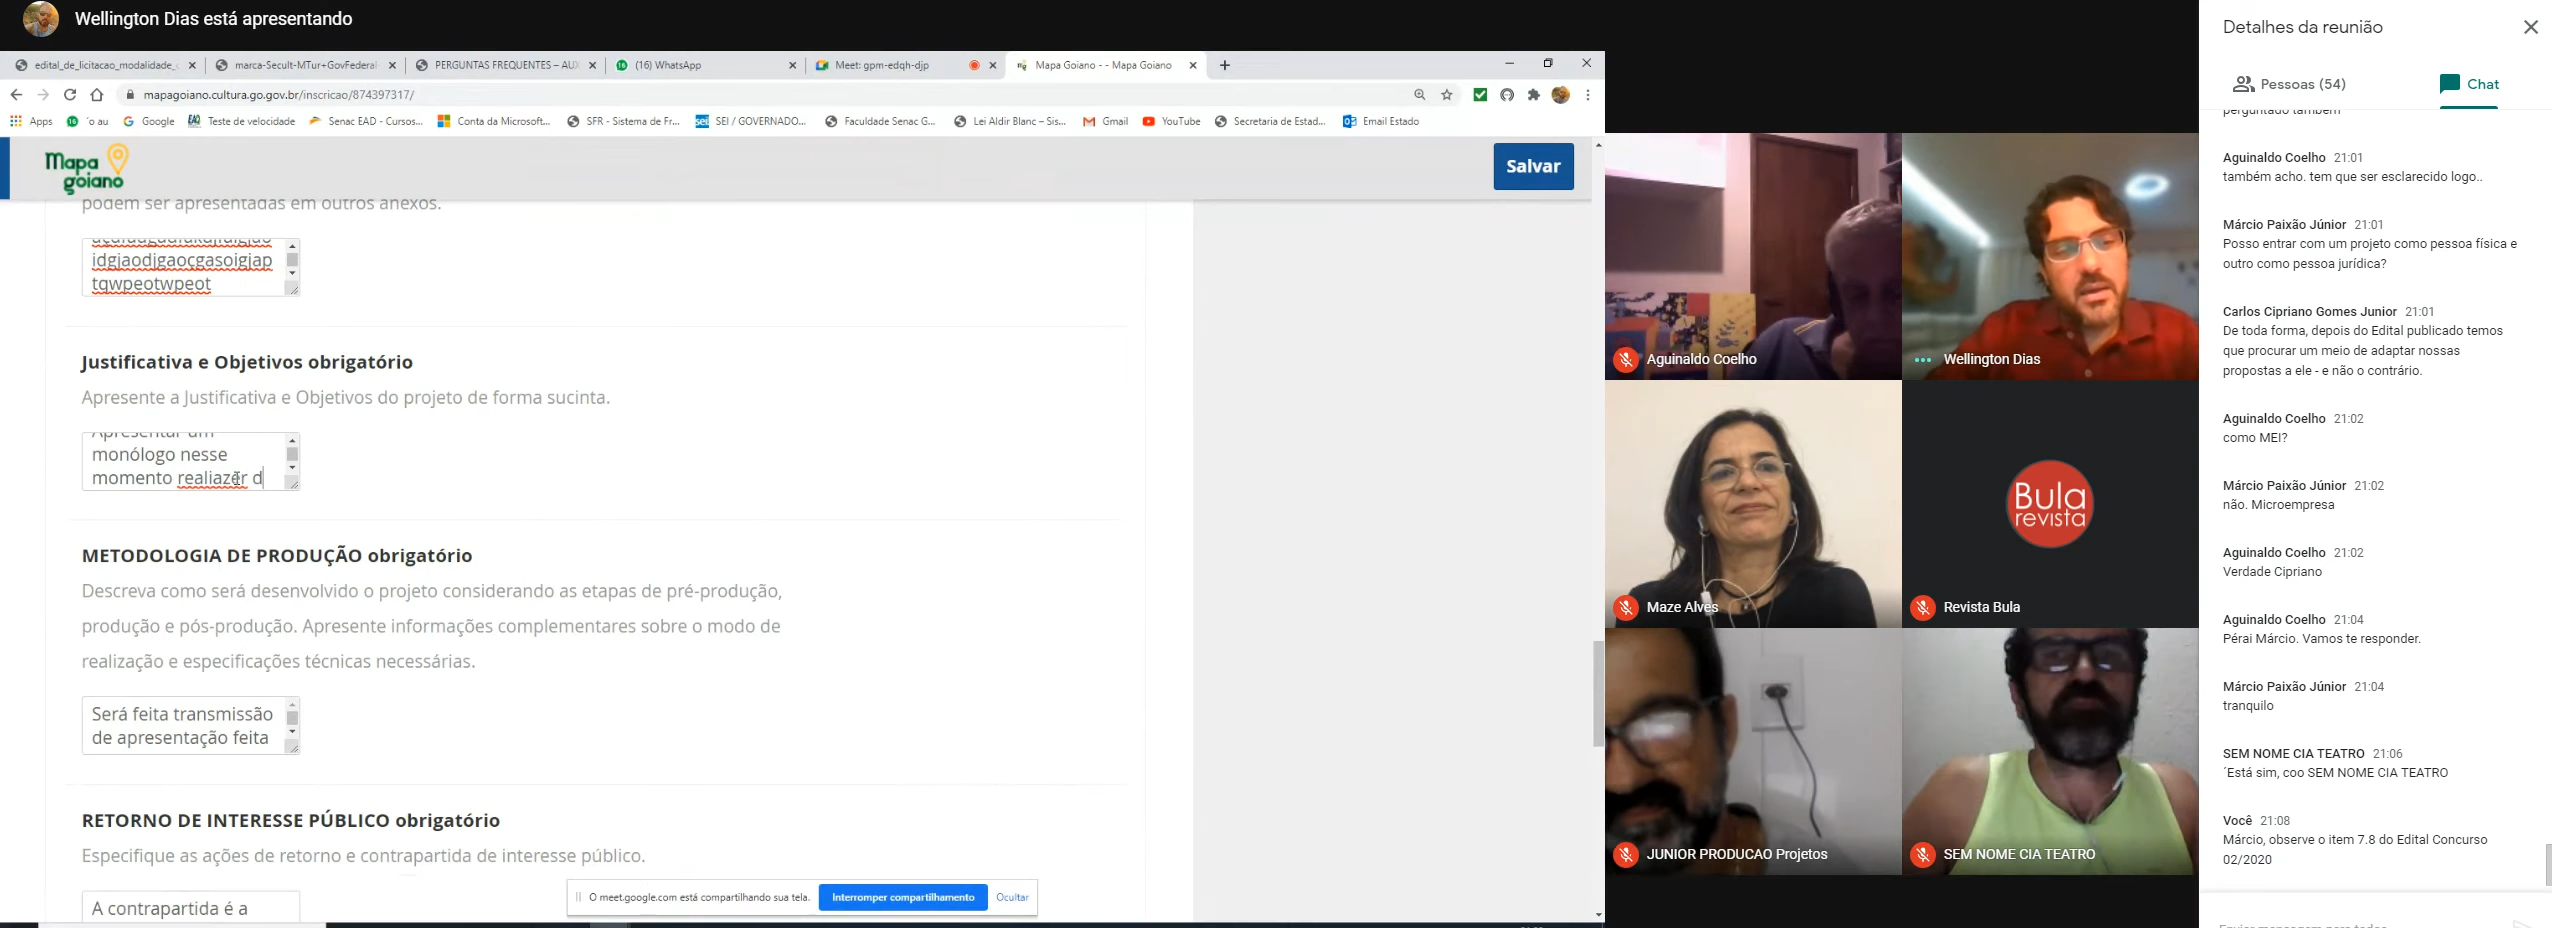 Wellington Dias está apresentando
edital_de_licitacao_modalidade_c
marca-Secult-MTur+GovFederal
PERGUNTAS FREQUENTES – AUX
(16) WhatsApp
Meet: gpm-edqh-djp
Mapa Goiano - - Mapa Goiano
mapagoiano.cultura.go.gov.br/inscricao/874397317/
Apps
Google
Teste de velocidade
Senac EAD - Cursos...
Conta da Microsoft...
SFR - Sistema de Fr...
SEI / GOVERNADO...
Faculdade Senac G...
Lei Aldir Blanc – Sis...
Gmail
YouTube
Secretaria de Estad...
Email Estado
Mapa
goiano
Salvar
podem ser apresentadas em outros anexos.
idgjaodjgaoçgasoigjap
tqwpeotwpeot
Justificativa e Objetivos obrigatório
Apresente a Justificativa e Objetivos do projeto de forma sucinta.
Apresentar um
monólogo nesse
momento realiazer d
METODOLOGIA DE PRODUÇÃO obrigatório
Descreva como será desenvolvido o projeto considerando as etapas de pré-produção,
produção e pós-produção. Apresente informações complementares sobre o modo de
realização e especificações técnicas necessárias.
Será feita transmissão
de apresentação feita
RETORNO DE INTERESSE PÚBLICO obrigatório
Especifique as ações de retorno e contrapartida de interesse público.
A contrapartida é a
O meet.google.com está compartilhando sua tela.
Interromper compartilhamento
Ocultar
Aguinaldo Coelho
Wellington Dias
Maze Alves
Bula
revista
Revista Bula
JUNIOR PRODUCAO Projetos
SEM NOME CIA TEATRO
Detalhes da reunião
Pessoas (54)
Chat
perguntado também
Aguinaldo Coelho 21:01
também acho. tem que ser esclarecido logo..
Márcio Paixão Júnior 21:01
Posso entrar com um projeto como pessoa física e
outro como pessoa jurídica?
Carlos Cipriano Gomes Junior 21:01
De toda forma, depois do Edital publicado temos
que procurar um meio de adaptar nossas
propostas a ele - e não o contrário.
Aguinaldo Coelho 21:02
como MEI?
Márcio Paixão Júnior 21:02
não. Microempresa
Aguinaldo Coelho 21:02
Verdade Cipriano
Aguinaldo Coelho 21:04
Pérai Márcio. Vamos te responder.
Márcio Paixão Júnior 21:04
tranquilo
SEM NOME CIA TEATRO 21:06
´Está sim, coo SEM NOME CIA TEATRO
Você 21:08
Márcio, observe o item 7.8 do Edital Concurso
02/2020